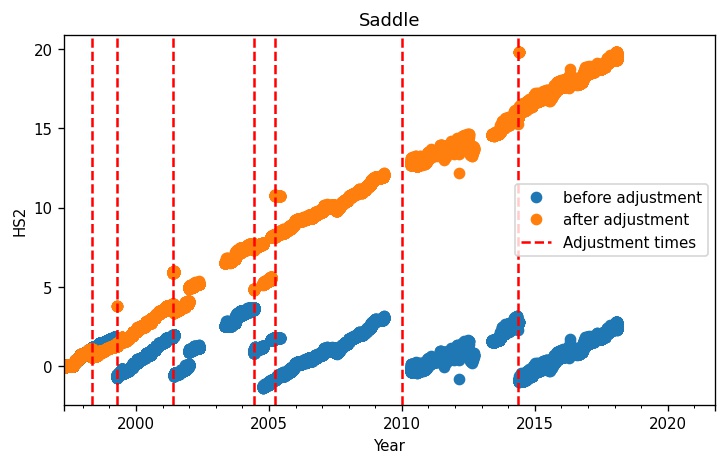 Saddle
HS2
20
15
10
5
0
before adjustment
after adjustment
Adjustment times
2000 2005 2010 2015 2020
Year